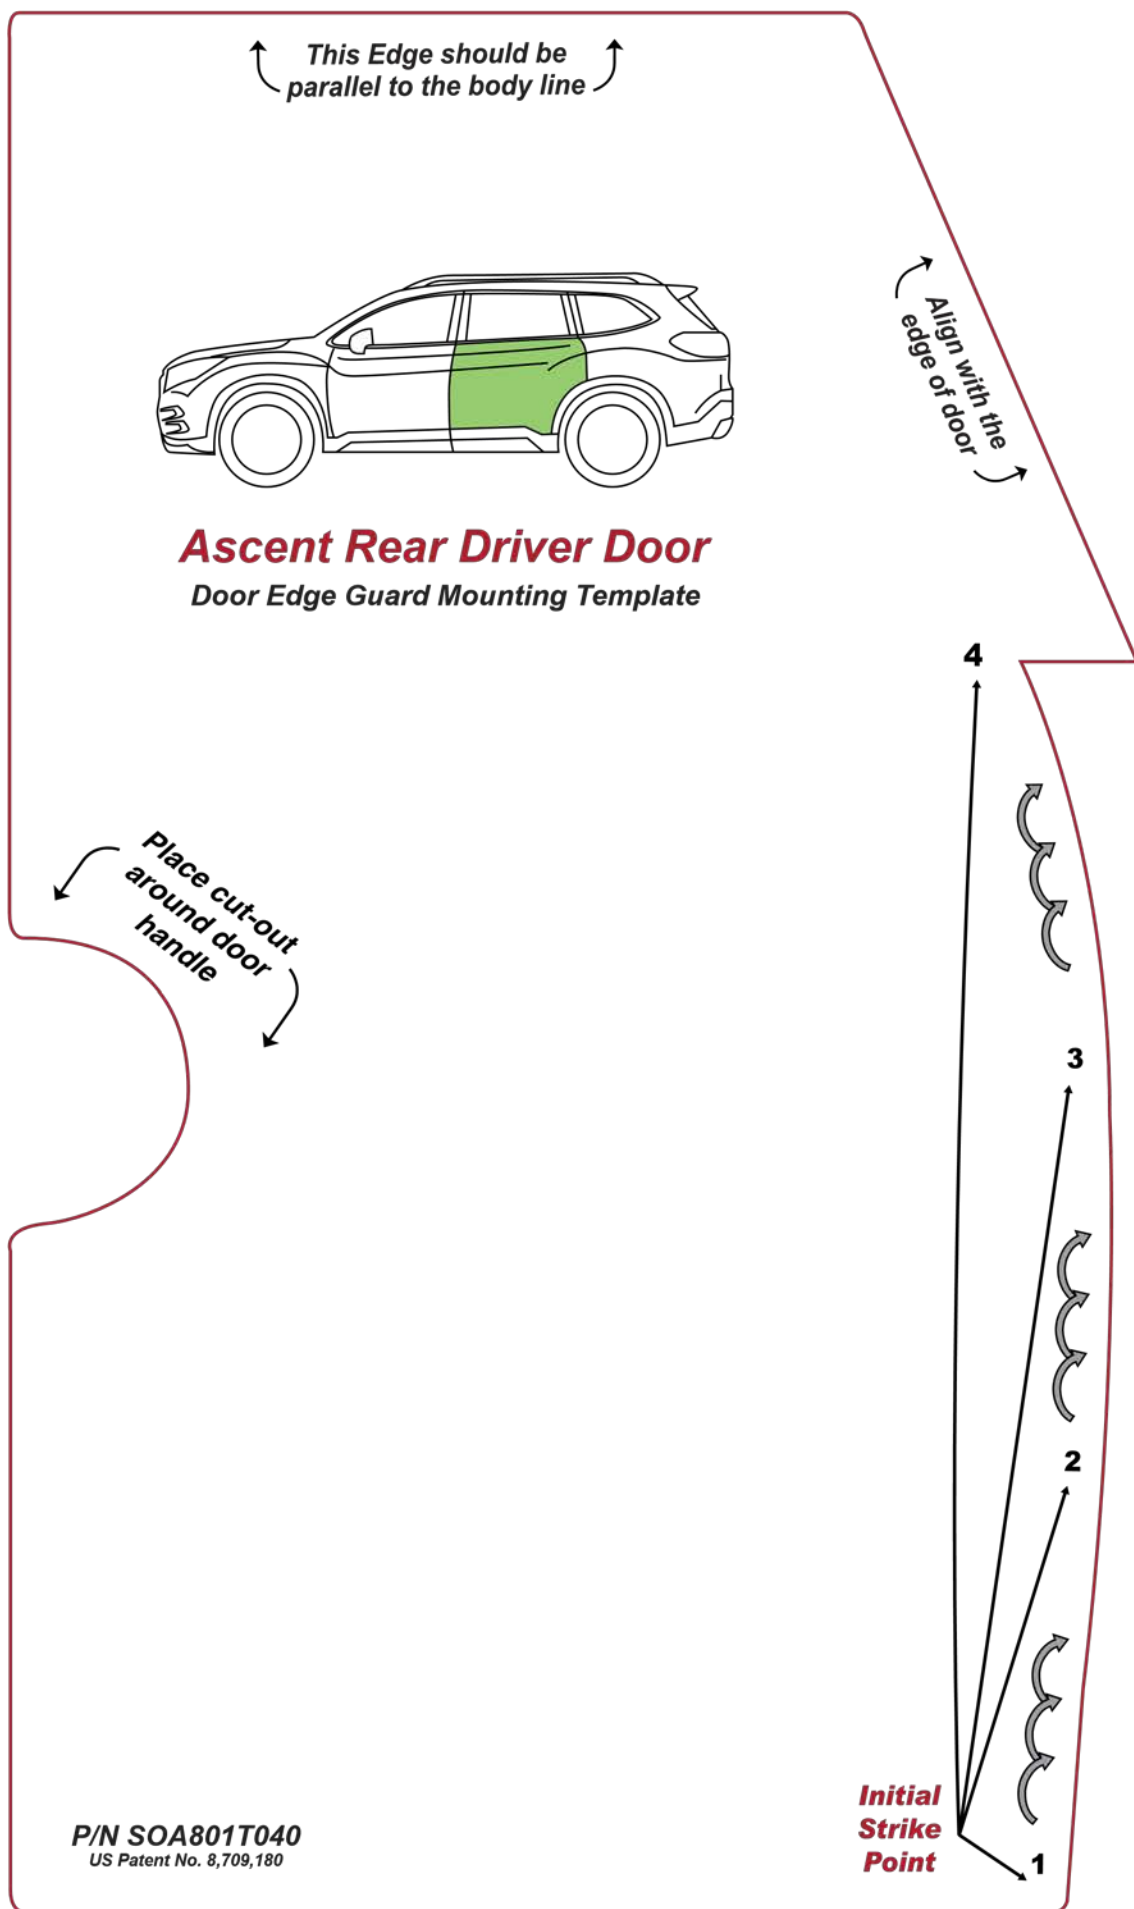 This Edge should be
parallel to the body line
Align with the
edge of door
Ascent Rear Driver Door
Door Edge Guard Mounting Template
4
Place cut-out
around door
handle
3
2
Initial
Strike
Point
1
P/N SOA801T040
US Patent No. 8,709,180